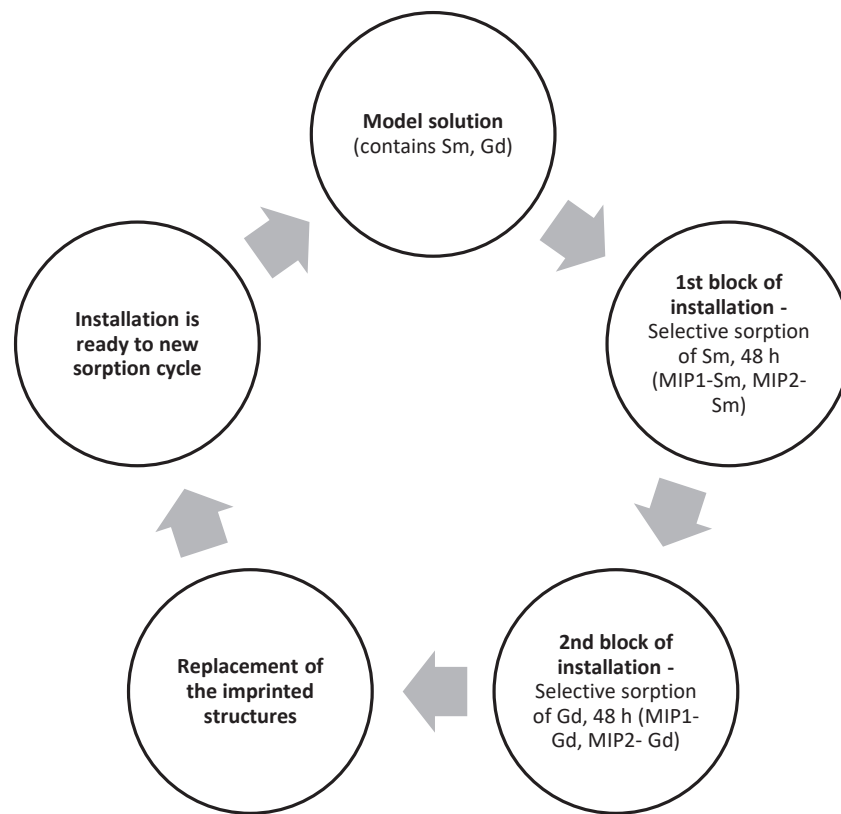 Model solution
(contains Sm, Gd)
1st block of
installation -
Selective sorption
of Sm, 48 h
(MIP1-Sm, MIP2-
Sm)
2nd block of
installation -
Selective sorption
of Gd, 48 h (MIP1-
Gd, MIP2- Gd)
Replacement of
the imprinted
structures
Installation is
ready to new
sorption cycle